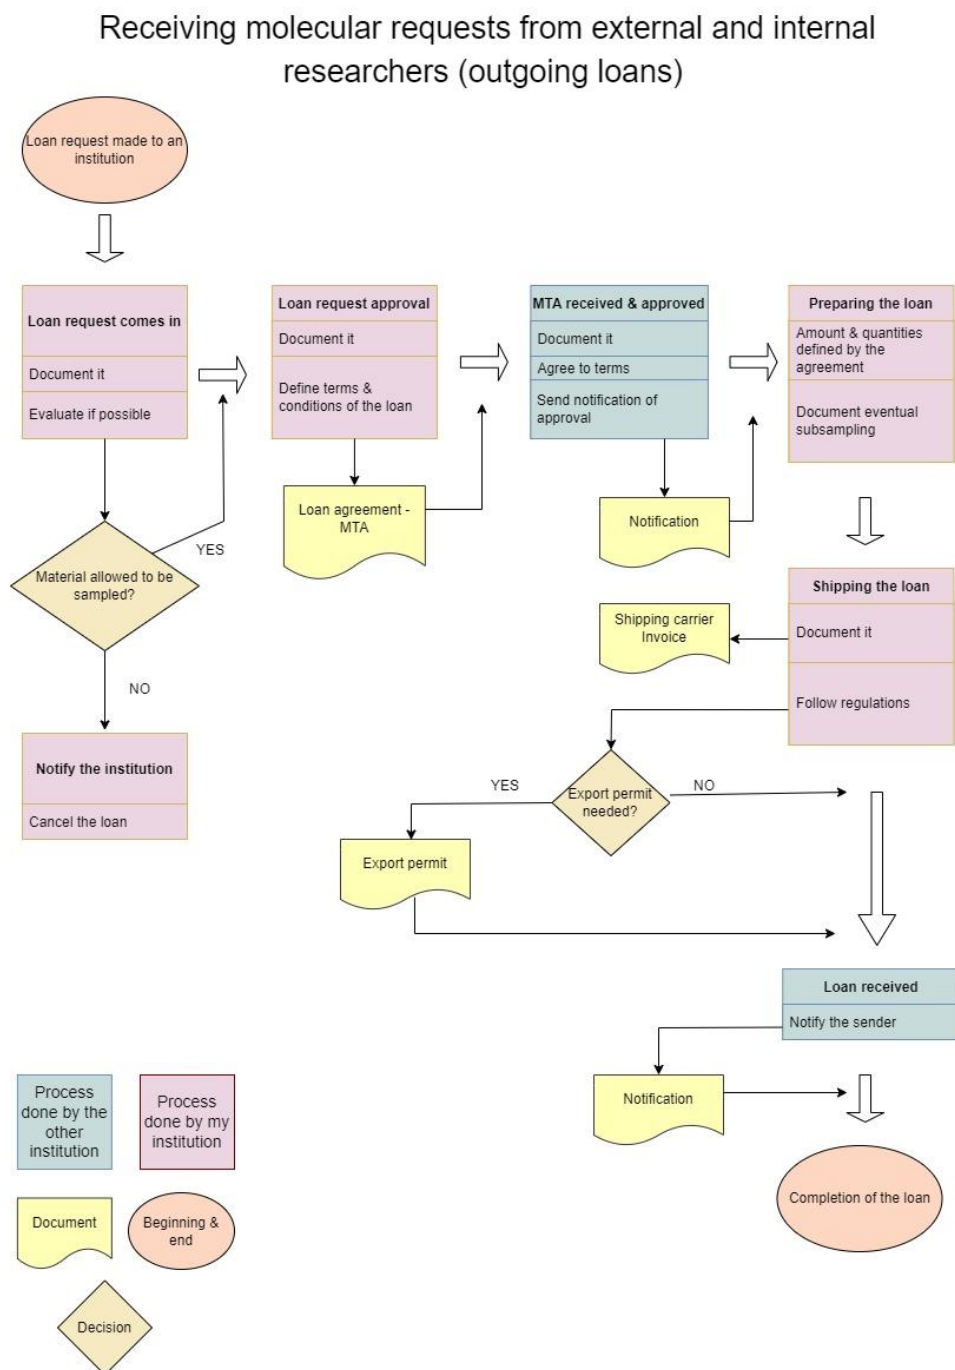 Receiving molecular requests from external and internal
researchers (outgoing loans)
Loan request made to an
institution
Loan request comes in
Document it
Evaluate if possible
Loan request approval
Document it
Define terms &
conditions of the loan
MTA received & approved
Document it
Agree to terms
Send notification of
approval
Preparing the loan
Amount & quantities
defined by the
agreement
Document eventual
subsampling
Loan agreement -
MTA
Notification
YES
Material allowed to be
sampled?
NO
Shipping the loan
Document it
Follow regulations
Shipping carrier
Invoice
Notify the institution
Cancel the loan
YES
Export permit
needed?
NO
Export permit
Loan received
Notify the sender
Notification
Completion of the loan
Process
done by the
other
institution
Process
done by my
institution
Document
Beginning &
end
Decision